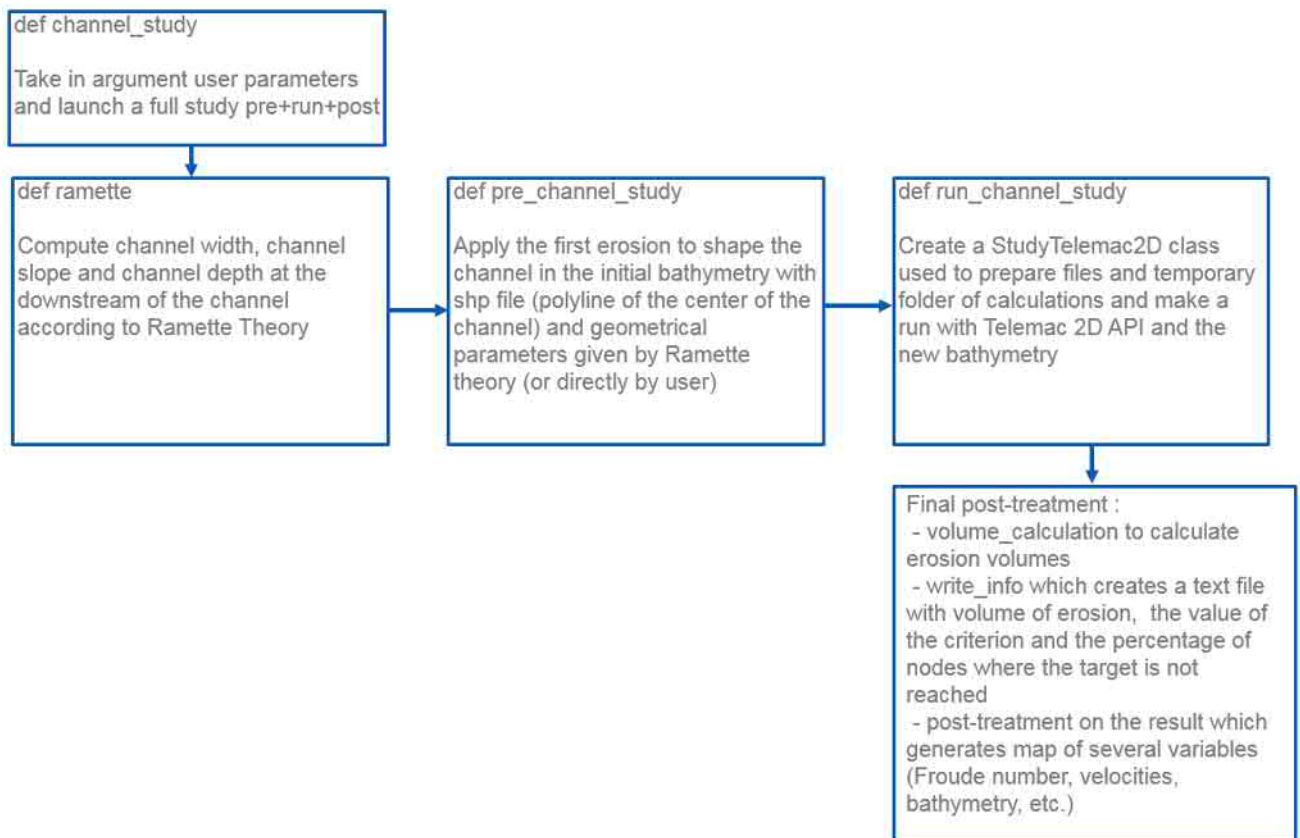 def channel_study
Take in argument user parameters
and launch a full study pre+run+post
def ramette
Compute channel width, channel
slope and channel depth at the
downstream of the channel
according to Ramette Theory
def pre_channel_study
Apply the first erosion to shape the
channel in the initial bathymetry with
shp file (polyline of the center of the
channel) and geometrical
parameters given by Ramette
theory (or directly by user)
def run_channel_study
Create a StudyTelemac2D class
used to prepare files and temporary
folder of calculations and make a
run with Telemac 2D API and the
new bathymetry
Final post-treatment :
- volume_calculation to calculate
erosion volumes
- write_info which creates a text file
with volume of erosion, the value of
the criterion and the percentage of
nodes where the target is not
reached
- post-treatment on the result which
generates map of several variables
(Froude number, velocities,
bathymetry, etc.)